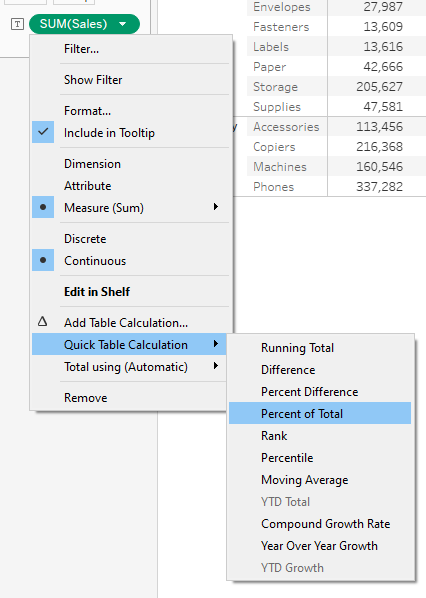 T SUM(Sales)
Filter...
Show Filter
Format...
Include in Tooltip
Dimension
Attribute
Measure (Sum)
Discrete
Continuous
Edit in Shelf
Add Table Calculation...
Quick Table Calculation
Total using (Automatic)
Remove
Envelopes 27,987
Fasteners 13,609
Labels 13,616
Paper 42,666
Storage 205,627
Supplies 47,581
y Accessories 113,456
Copiers 216,368
Machines 160,546
Phones 337,282
Running Total
Difference
Percent Difference
Percent of Total
Rank
Percentile
Moving Average
YTD Total
Compound Growth Rate
Year Over Year Growth
YTD Growth